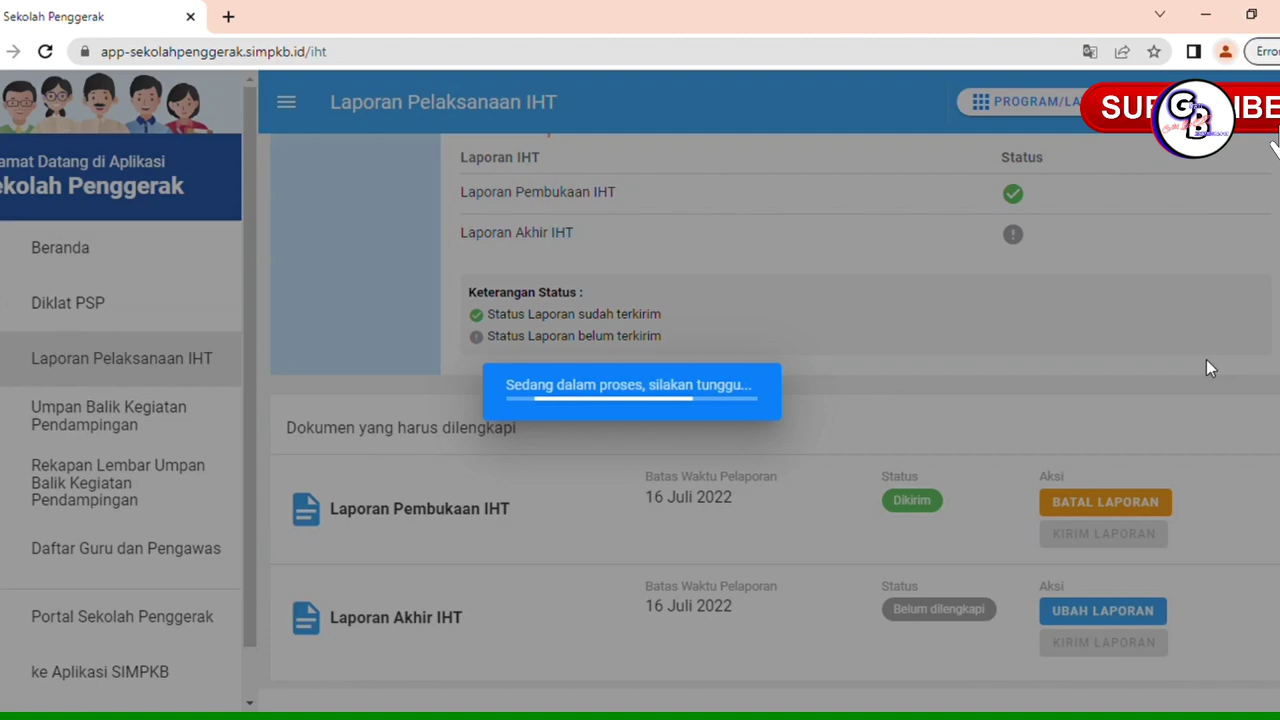 Sekolah Penggerak
app-sekolahpenggerak.simpkb.id/iht
Erro
amat Datang di Aplikasi
ekolah Penggerak
Beranda
Diklat PSP
Laporan Pelaksanaan IHT
Umpan Balik Kegiatan
Pendampingan
Rekapan Lembar Umpan
Balik Kegiatan
Pendampingan
Daftar Guru dan Pengawas
Portal Sekolah Penggerak
ke Aplikasi SIMPKB
Laporan Pelaksanaan IHT
PROGRAM/LA
SU
BE
GB
Laporan IHT
Status
Laporan Pembukaan IHT
Laporan Akhir IHT
Keterangan Status :
Status Laporan sudah terkirim
Status Laporan belum terkirim
Sedang dalam proses, silakan tunggu...
Dokumen yang harus dilengkapi
Laporan Pembukaan IHT
Batas Waktu Pelaporan
16 Juli 2022
Status
Dikirim
Aksi
BATAL LAPORAN
KIRIM LAPORAN
Laporan Akhir IHT
Batas Waktu Pelaporan
16 Juli 2022
Status
Belum dilengkapi
Aksi
UBAH LAPORAN
KIRIM LAPORAN